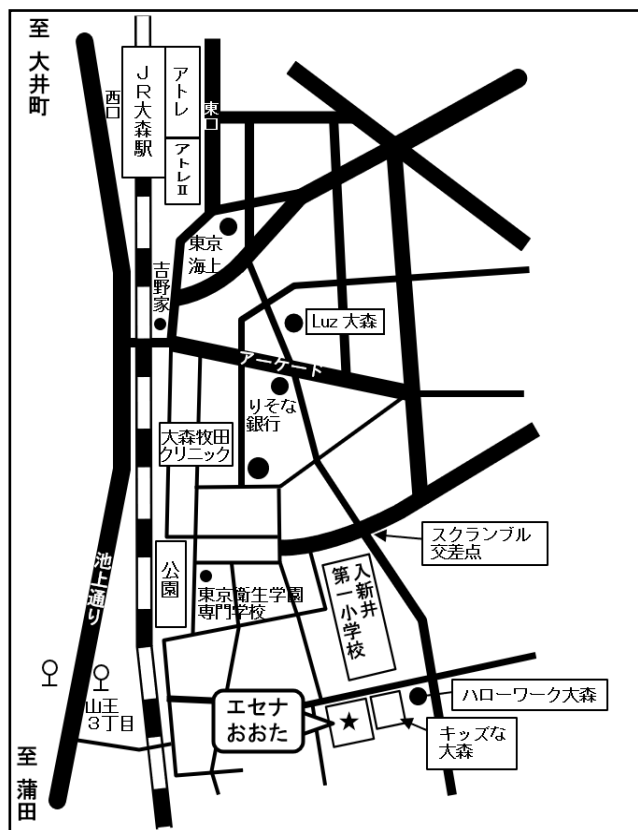 至 大井町
西口
JR大森駅
アトレ
アトレⅡ
東口
東京
海上
吉野家
Luz 大森
アーケード
りそな
銀行
大森牧田
クリニック
スクランブル
交差点
公園
池上通り
東京衛生学園
専門学校
入新井
第一小学校
山王
3丁目
エセナ
おおた
★
ハローワーク大森
キッズな
大森
至 蒲田